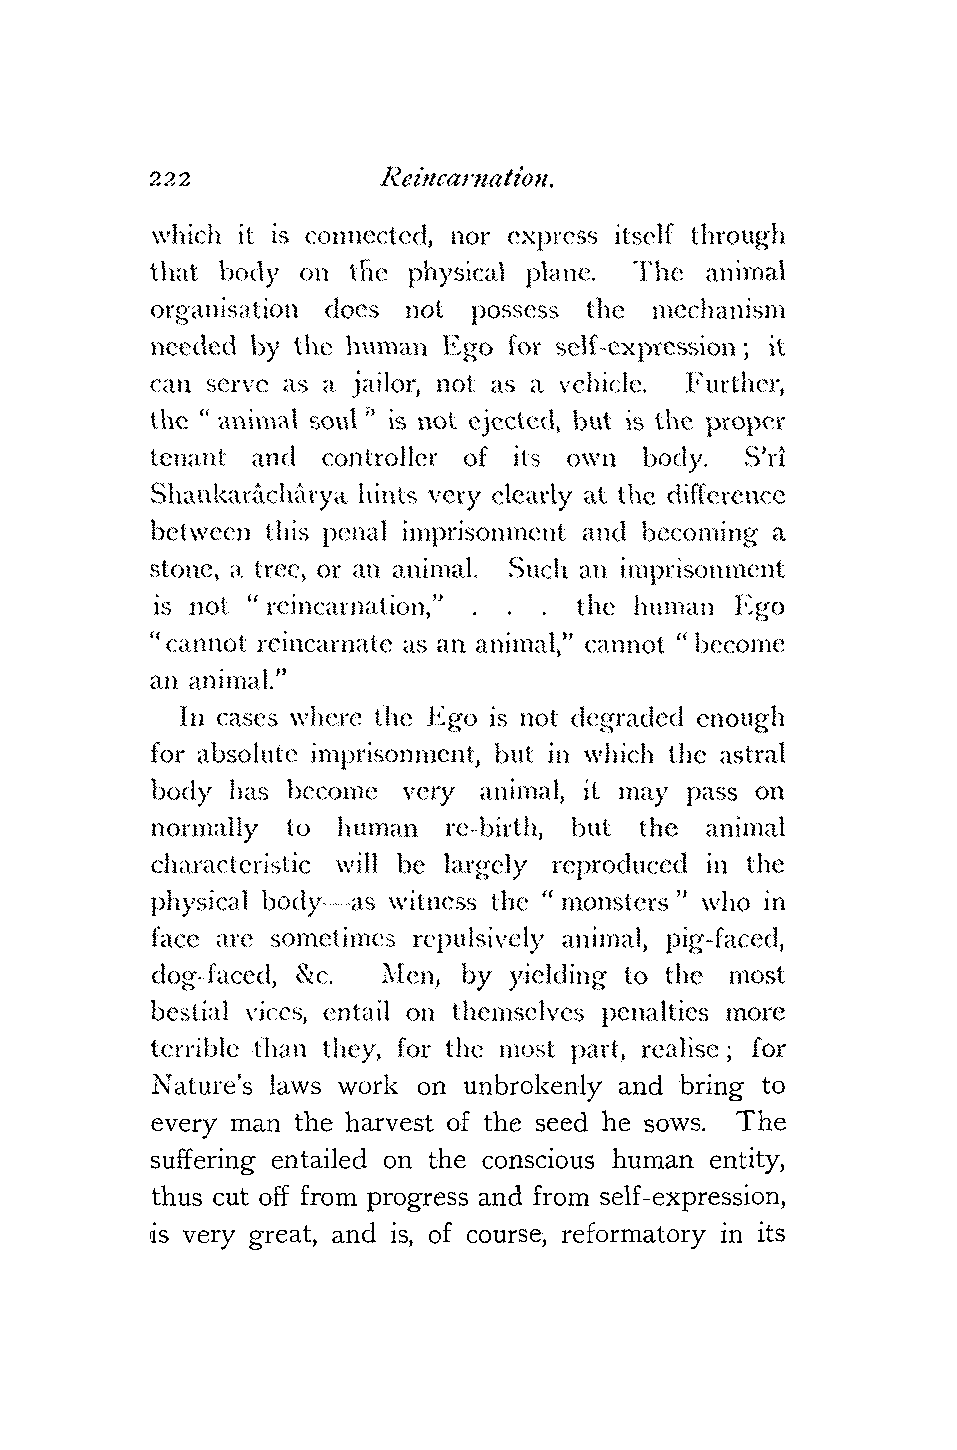 222 Reincarnation.
which it is connected, nor express itself through
that body on the physical plane. The animal
organisation does not possess the mechanism
needed by the human Ego for self-expression; it
can serve as a jailor, not as a vehicle. Further,
the "animal soul" is not ejected, but is the proper
tenant and controller of its own body. S'rî
Shankarâchârya hints very clearly at the difference
between this penal imprisonment and becoming a
stone, a tree, or an animal. Such an imprisonment
is not "reincarnation," . . . the human Ego
"cannot reincarnate as an animal," cannot "become
an animal."
In cases where the Ego is not degraded enough
for absolute imprisonment, but in which the astral
body has become very animal, it may pass on
normally to human re-birth, but the animal
characteristic will be largely reproduced in the
physical body—as witness the "monsters" who in
face are sometimes repulsively animal, pig-faced,
dog-faced, &c. Men, by yielding to the most
bestial vices, entail on themselves penalties more
terrible than they, for the most part, realise; for
Nature's laws work on unbrokenly and bring to
every man the harvest of the seed he sows. The
suffering entailed on the conscious human entity,
thus cut off from progress and from self-expression,
is very great, and is, of course, reformatory in its